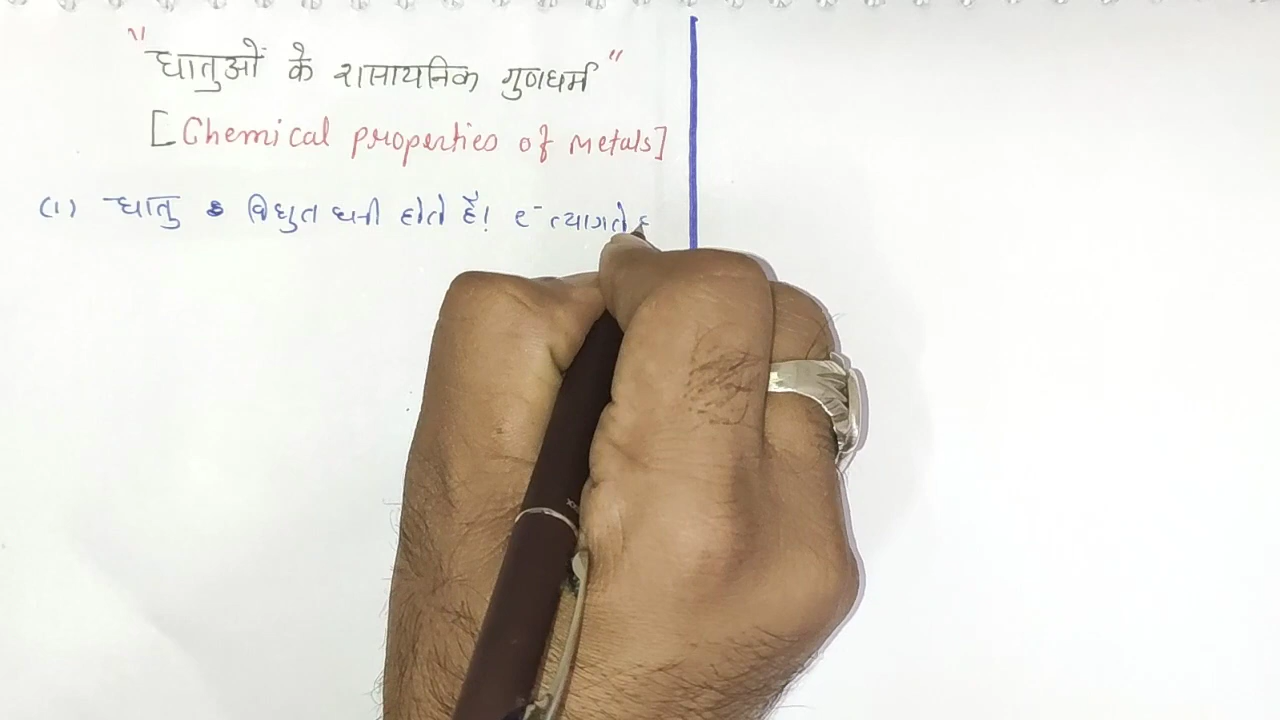 "धातुओं के रासायनिक गुणधर्म"
[Chemical properties of metals]
(1) धातु विधुत धनी होते है! e⁻ त्यागते